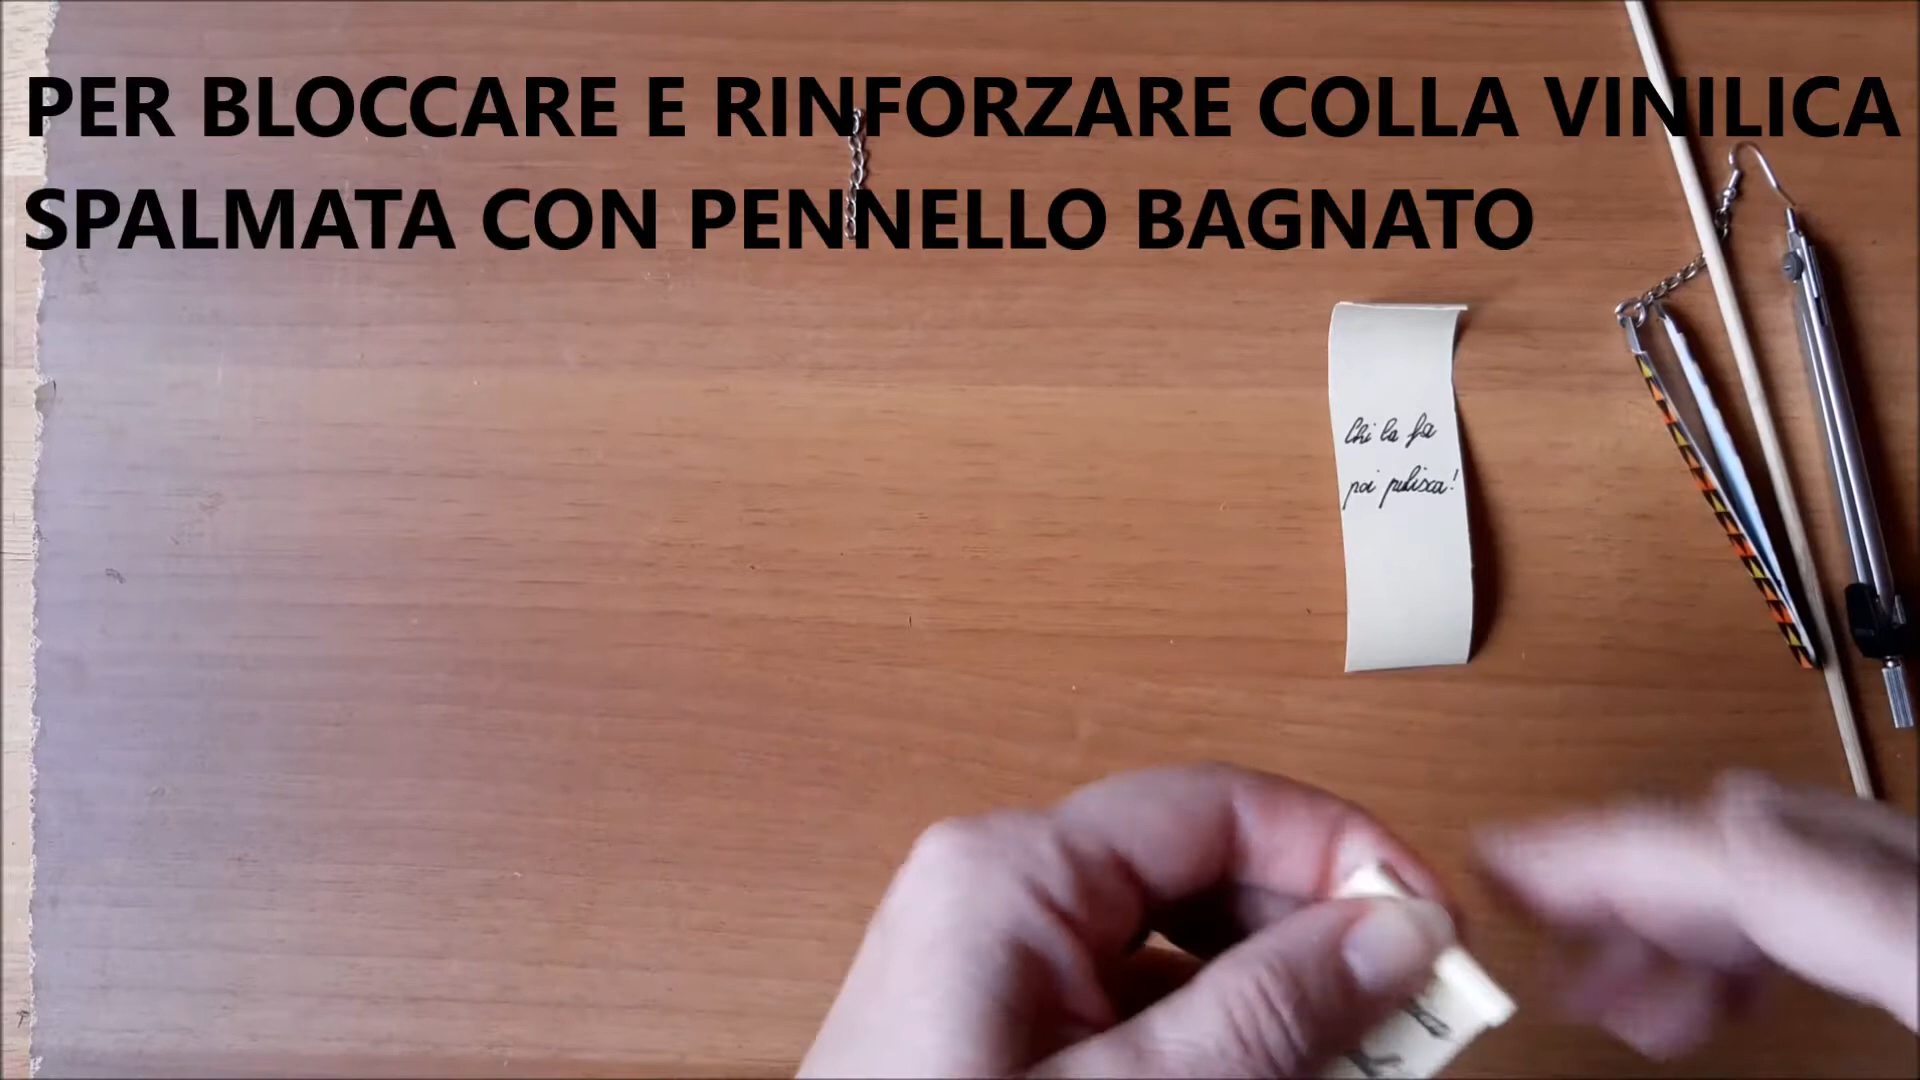 PER BLOCCARE E RINFORZARE COLLA VINILICA
SPALMATA CON PENNELLO BAGNATO
Chi la fa
poi pulisca!